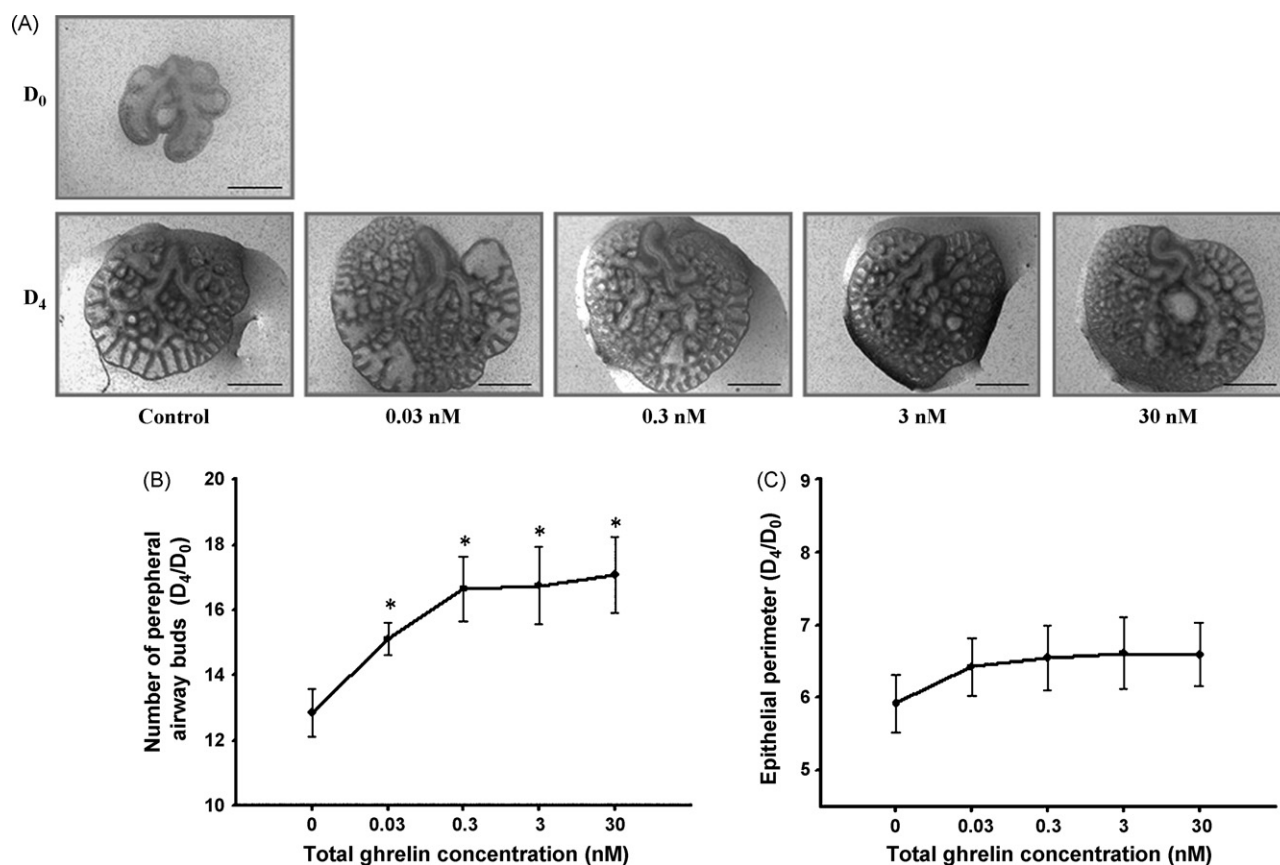 (A)
D₀
D₄
Control 0.03 nM 0.3 nM 3 nM 30 nM
(B)
Number of perepheral
airway buds (D₄/D₀)
20
18
16
14
12
10
* * * *
0 0.03 0.3 3 30
Total ghrelin concentration (nM)
(C)
Epithelial perimeter (D₄/D₀)
9
8
7
6
5
0 0.03 0.3 3 30
Total ghrelin concentration (nM)